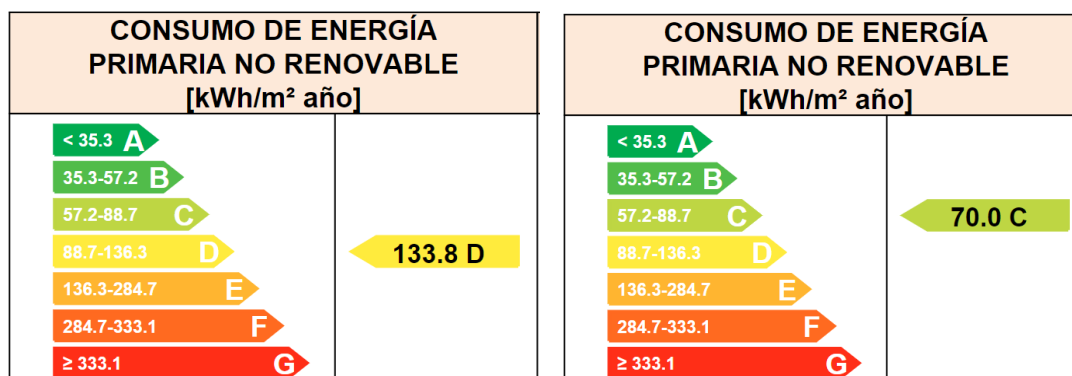 CONSUMO DE ENERGÍA
PRIMARIA NO RENOVABLE
[kWh/m² año]
< 35.3 A
35.3-57.2 B
57.2-88.7 C
88.7-136.3 D
133.8 D
136.3-284.7 E
284.7-333.1 F
≥ 333.1 G
CONSUMO DE ENERGÍA
PRIMARIA NO RENOVABLE
[kWh/m² año]
< 35.3 A
35.3-57.2 B
57.2-88.7 C
70.0 C
88.7-136.3 D
136.3-284.7 E
284.7-333.1 F
≥ 333.1 G